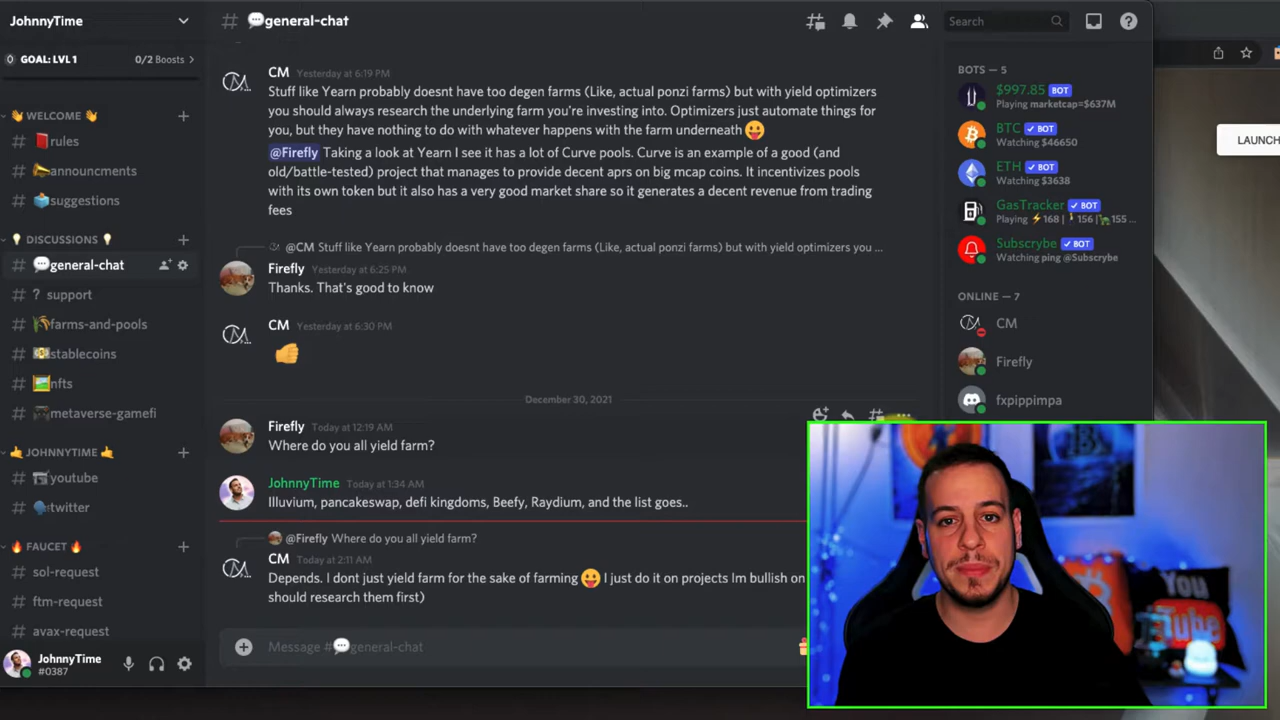 JohnnyTime
GOAL: LVL 1
0/2 Boosts >
WELCOME
# rules
announcments
# suggestions
DISCUSSIONS
# general-chat
# ? support
# farms-and-pools
# stablecoins
# nfts
# metaverse-gamefi
JOHNNYTIME
# youtube
# twitter
FAUCET
# sol-request
# ftm-request
# avax-request
JohnnyTime
#0387
# 💬general-chat
Search
CM Yesterday at 6:19 PM
Stuff like Yearn probably doesnt have too degen farms (Like, actual ponzi farms) but with yield optimizers
you should always research the underlying farm you're investing into. Optimizers just automate things for
you, but they have nothing to do with whatever happens with the farm underneath 😛
@Firefly Taking a look at Yearn I see it has a lot of Curve pools. Curve is an example of a good (and
old/battle-tested) project that manages to provide decent aprs on big mcap coins. It incentivizes pools
with its own token but it also has a very good market share so it generates a decent revenue from trading
fees
@CM Stuff like Yearn probably doesnt have too degen farms (Like, actual ponzi farms) but with yield optimizers you ...
Firefly Yesterday at 6:25 PM
Thanks. That's good to know
CM Yesterday at 6:30 PM
👍
December 30, 2021
Firefly Today at 12:19 AM
Where do you all yield farm?
JohnnyTime Today at 1:34 AM
Illuvium, pancakeswap, defi kingdoms, Beefy, Raydium, and the list goes..
@Firefly Where do you all yield farm?
CM Today at 2:11 AM
Depends. I dont just yield farm for the sake of farming 😛 I just do it on projects Im bullish on
should research them first)
Message #💬general-chat
BOTS — 5
$997.85 BOT
Playing marketcap=$637M
BTC ✓ BOT
Watching $46650
ETH ✓ BOT
Watching $3638
GasTracker ✓ BOT
Playing ⚡168 | 🚶156 | 🐢155 ...
Subscrybe ✓ BOT
Watching ping @Subscrybe
ONLINE — 7
CM
Firefly
fxpippimpa
LAUNCH
You
Tube